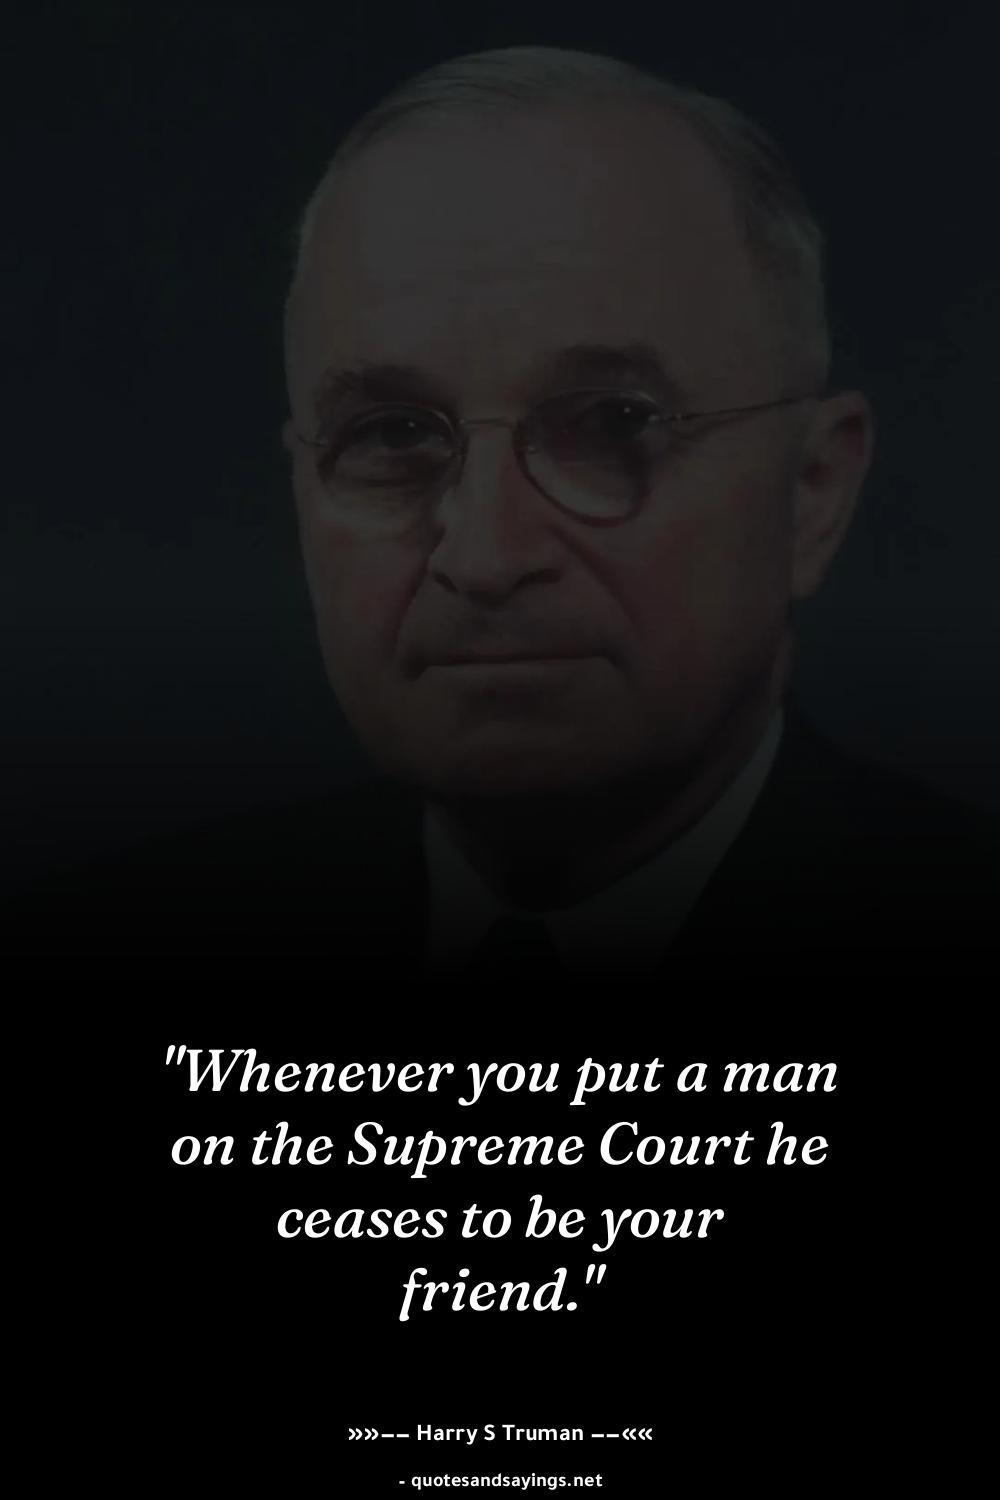 "Whenever you put a man
on the Supreme Court he
ceases to be your
friend."
»»–– Harry S Truman ––««
- quotesandsayings.net